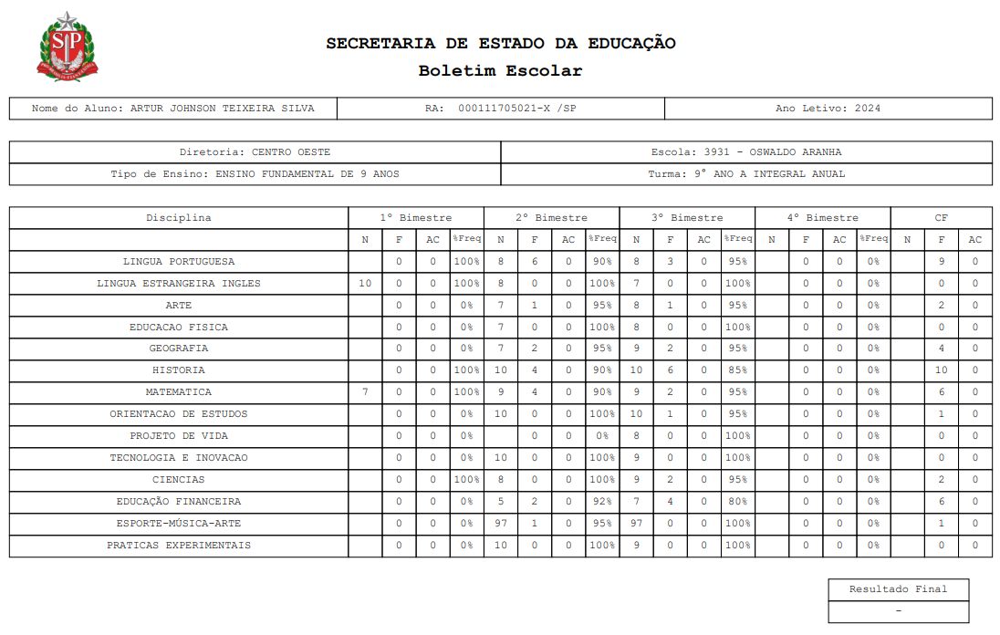 SP
SECRETARIA DE ESTADO DA EDUCAÇÃO
Boletim Escolar
Nome do Aluno: ARTUR JOHNSON TEIXEIRA SILVA RA: 000111705021-X /SP Ano Letivo: 2024
Diretoria: CENTRO OESTE Escola: 3931 - OSWALDO ARANHA
Tipo de Ensino: ENSINO FUNDAMENTAL DE 9 ANOS Turma: 9° ANO A INTEGRAL ANUAL
Disciplina 1º Bimestre 2º Bimestre 3º Bimestre 4º Bimestre CF
N F AC %Freq N F AC %Freq N F AC %Freq N F AC %Freq N F AC
LINGUA PORTUGUESA 0 0 100% 8 6 0 90% 8 3 0 95% 0 0 0% 9 0
LINGUA ESTRANGEIRA INGLES 10 0 0 100% 8 0 0 100% 7 0 0 100% 0 0 0% 0 0
ARTE 0 0 0% 7 1 0 95% 8 1 0 95% 0 0 0% 2 0
EDUCACAO FISICA 0 0 0% 7 0 0 100% 8 0 0 100% 0 0 0% 0 0
GEOGRAFIA 0 0 0% 7 2 0 95% 9 2 0 95% 0 0 0% 4 0
HISTORIA 0 0 100% 10 4 0 90% 10 6 0 85% 0 0 0% 10 0
MATEMATICA 7 0 0 100% 9 4 0 90% 9 2 0 95% 0 0 0% 6 0
ORIENTACAO DE ESTUDOS 0 0 0% 10 0 0 100% 10 1 0 95% 0 0 0% 1 0
PROJETO DE VIDA 0 0 0% 0 0 0% 8 0 0 100% 0 0 0% 0 0
TECNOLOGIA E INOVACAO 0 0 0% 10 0 0 100% 9 0 0 100% 0 0 0% 0 0
CIENCIAS 0 0 100% 8 0 0 100% 9 2 0 95% 0 0 0% 2 0
EDUCAÇÃO FINANCEIRA 0 0 0% 5 2 0 92% 7 4 0 80% 0 0 0% 6 0
ESPORTE-MÚSICA-ARTE 0 0 0% 97 1 0 95% 97 0 0 100% 0 0 0% 1 0
PRATICAS EXPERIMENTAIS 0 0 0% 10 0 0 100% 9 0 0 100% 0 0 0% 0 0
Resultado Final
-